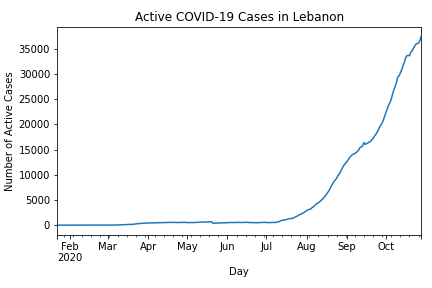 Active COVID-19 Cases in Lebanon
Number of Active Cases
35000
30000
25000
20000
15000
10000
5000
0
Feb Mar Apr May Jun Jul Aug Sep Oct
2020
Day